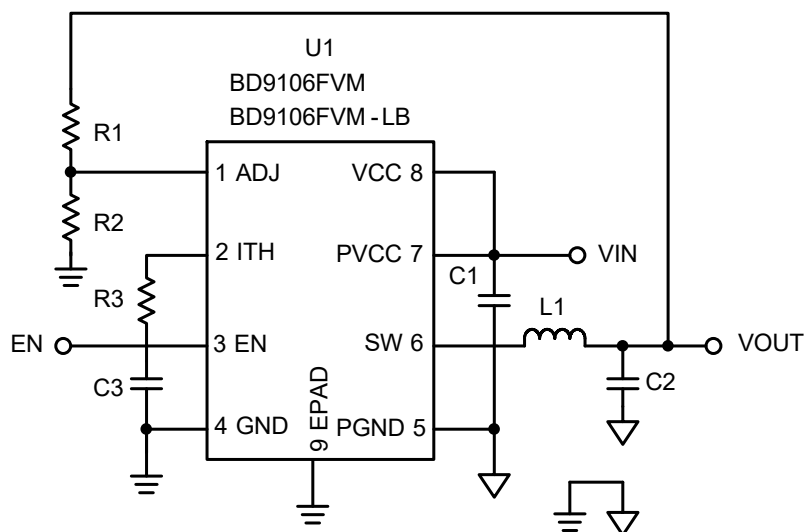 U1
BD9106FVM
BD9106FVM-LB
R1
1 ADJ
VCC 8
R2
2 ITH
PVCC 7
VIN
R3
C1
L1
EN
3 EN
SW 6
VOUT
C3
C2
9 EPAD
4 GND
PGND 5